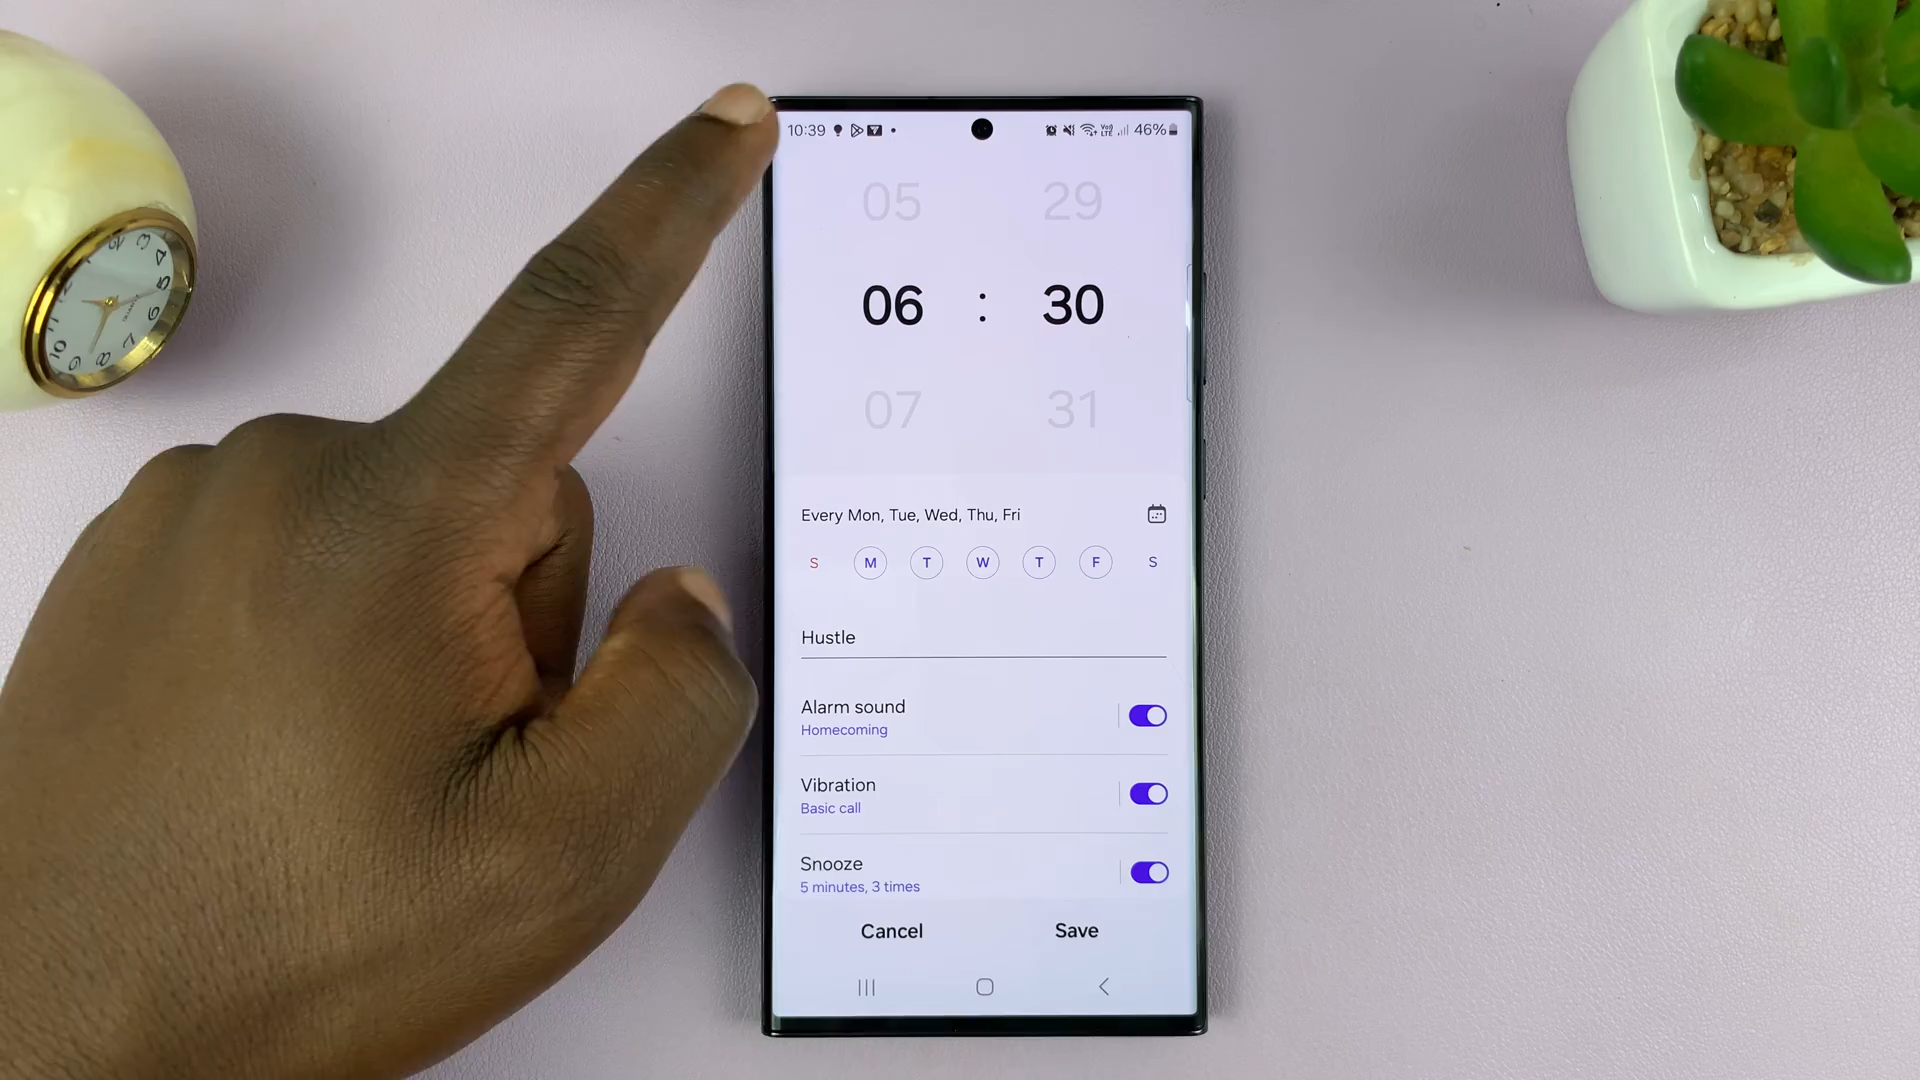 10:39 46%
05 29
06 : 30
07 31
Every Mon, Tue, Wed, Thu, Fri
S M T W T F S
Hustle
Alarm sound
Homecoming
Vibration
Basic call
Snooze
5 minutes, 3 times
Cancel Save